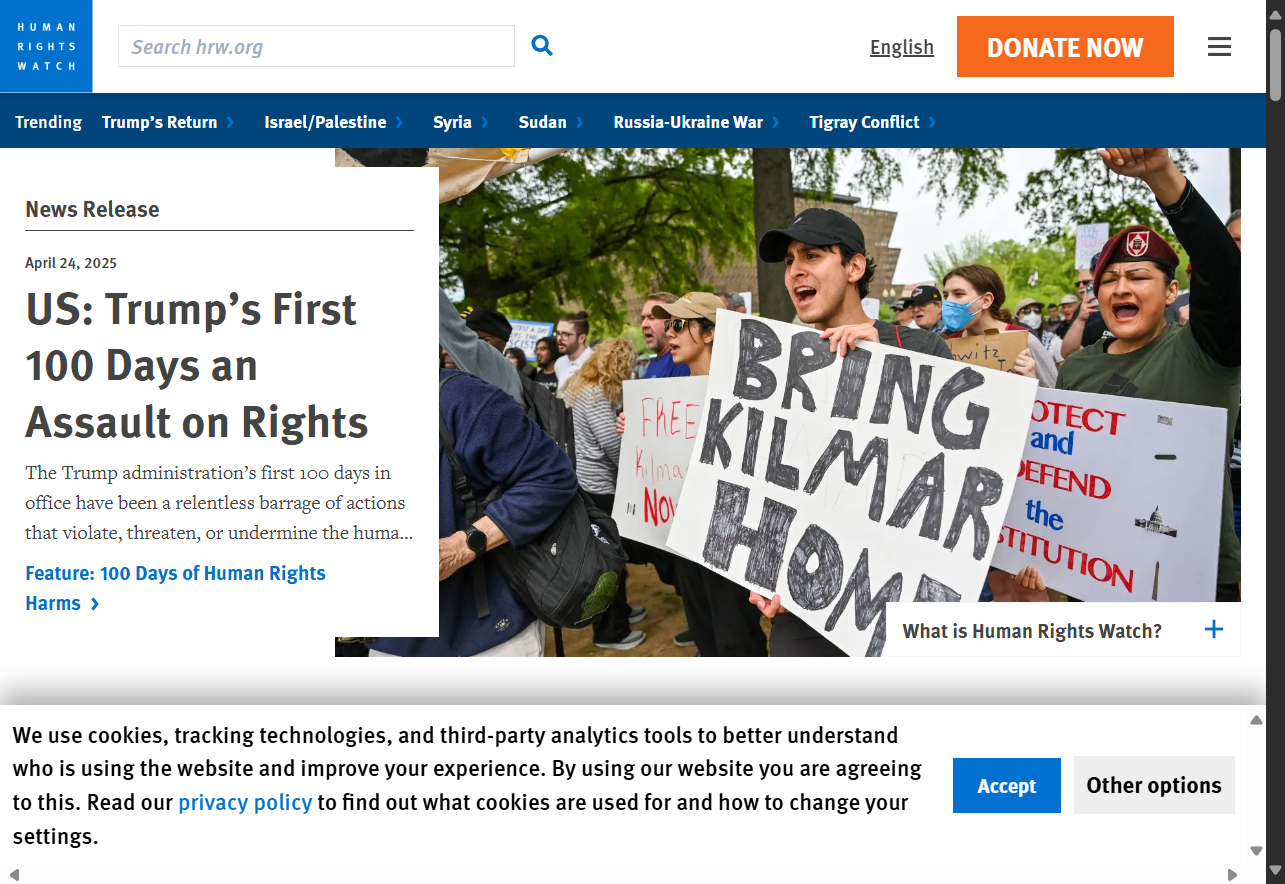 HUMAN
RIGHTS
WATCH
Search hrw.org
English
DONATE NOW
Trending
Trump's Return
Israel/Palestine
Syria
Sudan
Russia-Ukraine War
Tigray Conflict
News Release
April 24, 2025
US: Trump's First
100 Days an
Assault on Rights
The Trump administration's first 100 days in
office have been a relentless barrage of actions
that violate, threaten, or undermine the huma...
Feature: 100 Days of Human Rights
Harms
FREE
Kilma
NOW
BRING
KILMAR
HOME
OTECT
and
DEFEND
the
STITUTION
What is Human Rights Watch?
We use cookies, tracking technologies, and third-party analytics tools to better understand
who is using the website and improve your experience. By using our website you are agreeing
to this. Read our privacy policy to find out what cookies are used for and how to change your
settings.
Accept
Other options